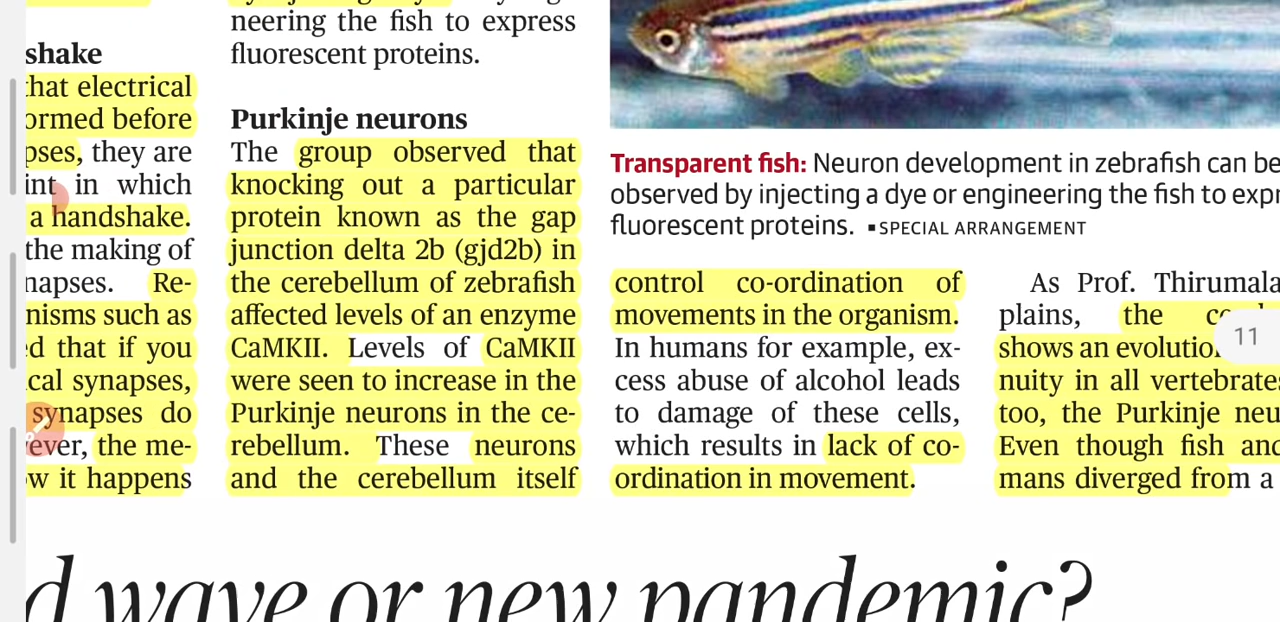 shake
that electrical
ormed before
pses, they are
int in which
a handshake.
the making of
napses. Re-
nisms such as
ed that if you
ical synapses,
synapses do
ever, the me-
ow it happens
neering the fish to express
fluorescent proteins.
Purkinje neurons
The group observed that
knocking out a particular
protein known as the gap
junction delta 2b (gjd2b) in
the cerebellum of zebrafish
affected levels of an enzyme
CaMKII. Levels of CaMKII
were seen to increase in the
Purkinje neurons in the ce-
rebellum. These neurons
and the cerebellum itself
Transparent fish: Neuron development in zebrafish can be
observed by injecting a dye or engineering the fish to expr
fluorescent proteins. ▪SPECIAL ARRANGEMENT
control co-ordination of
movements in the organism.
In humans for example, ex-
cess abuse of alcohol leads
to damage of these cells,
which results in lack of co-
ordination in movement.
As Prof. Thirumala
plains, the
shows an evolutio
nuity in all vertebrate
too, the Purkinje neu
Even though fish and
mans diverged from a
11
d wave or new pandemic?